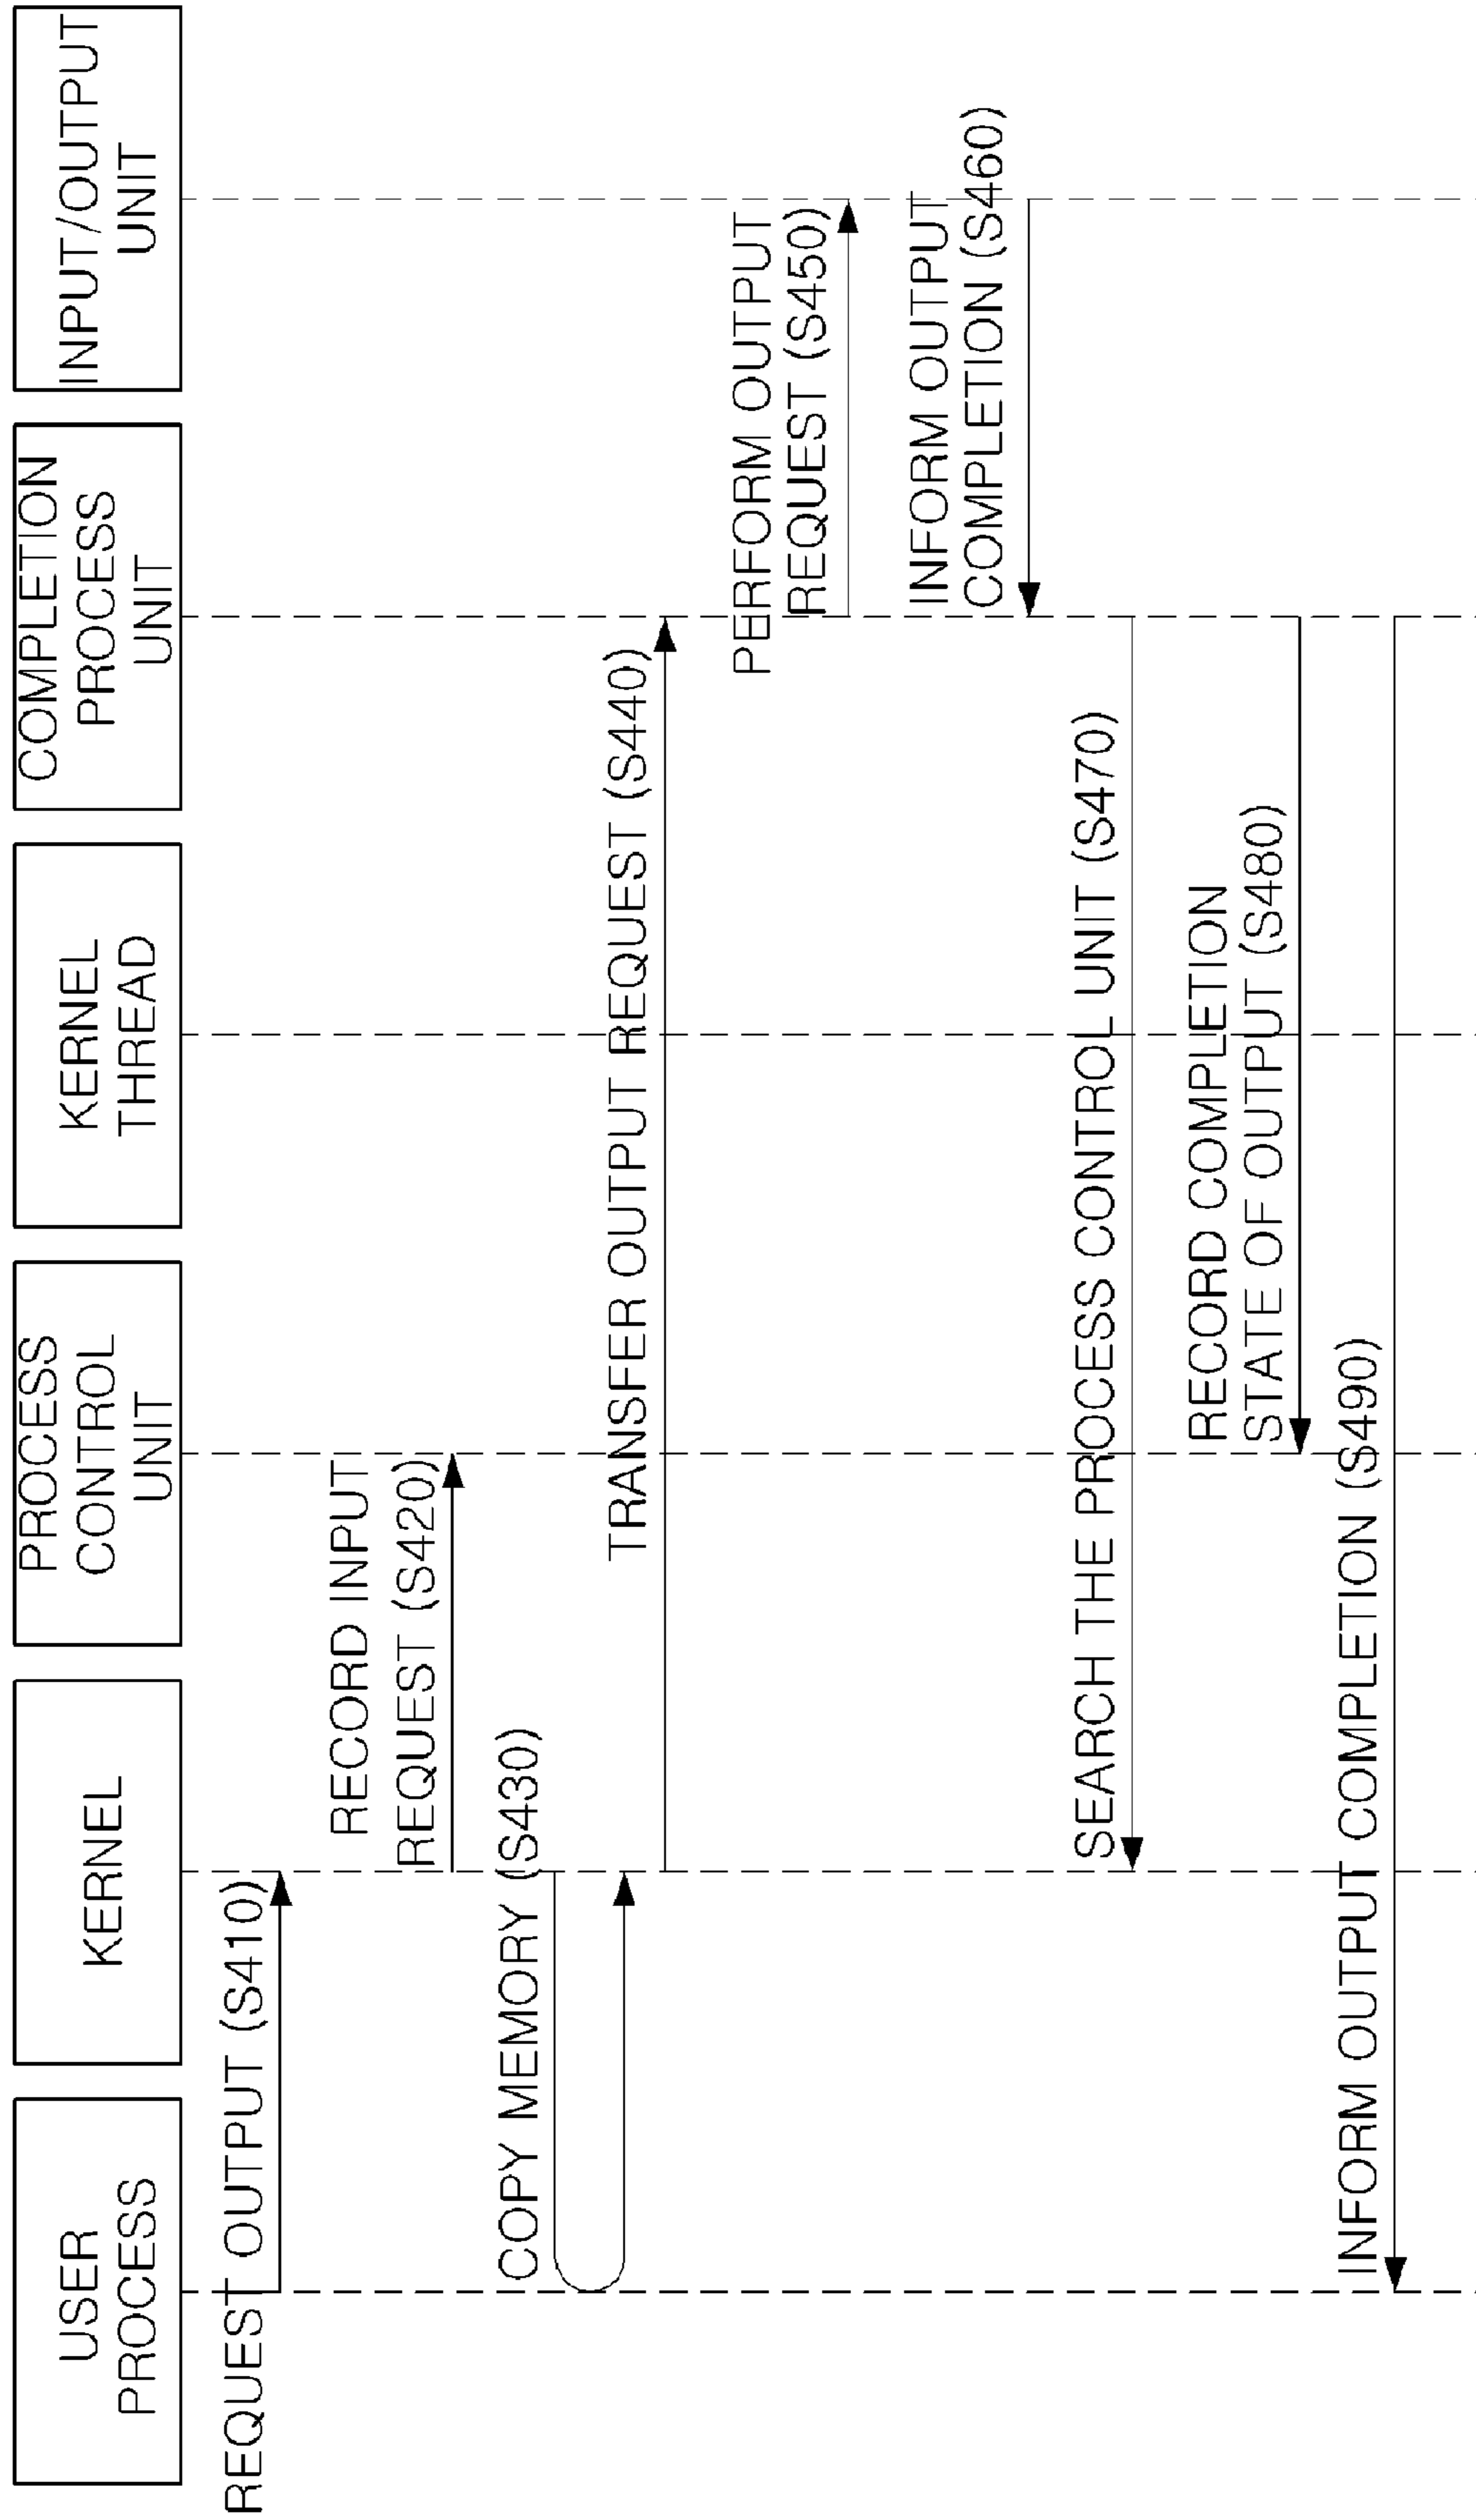 USER
PROCESS
KERNEL
PROCESS
CONTROL
UNIT
KERNEL
THREAD
COMPLETION
PROCESS
UNIT
INPUT/OUTPUT
UNIT
REQUEST OUTPUT (S410)
RECORD INPUT
REQUEST (S420)
COPY MEMORY (S430)
TRANSFER OUTPUT REQUEST (S440)
PERFORM OUTPUT
REQUEST (S450)
INFORM OUTPUT
COMPLETION (S460)
SEARCH THE PROCESS CONTROL UNIT (S470)
RECORD COMPLETION
STATE OF OUTPUT (S480)
INFORM OUTPUT COMPLETION (S490)